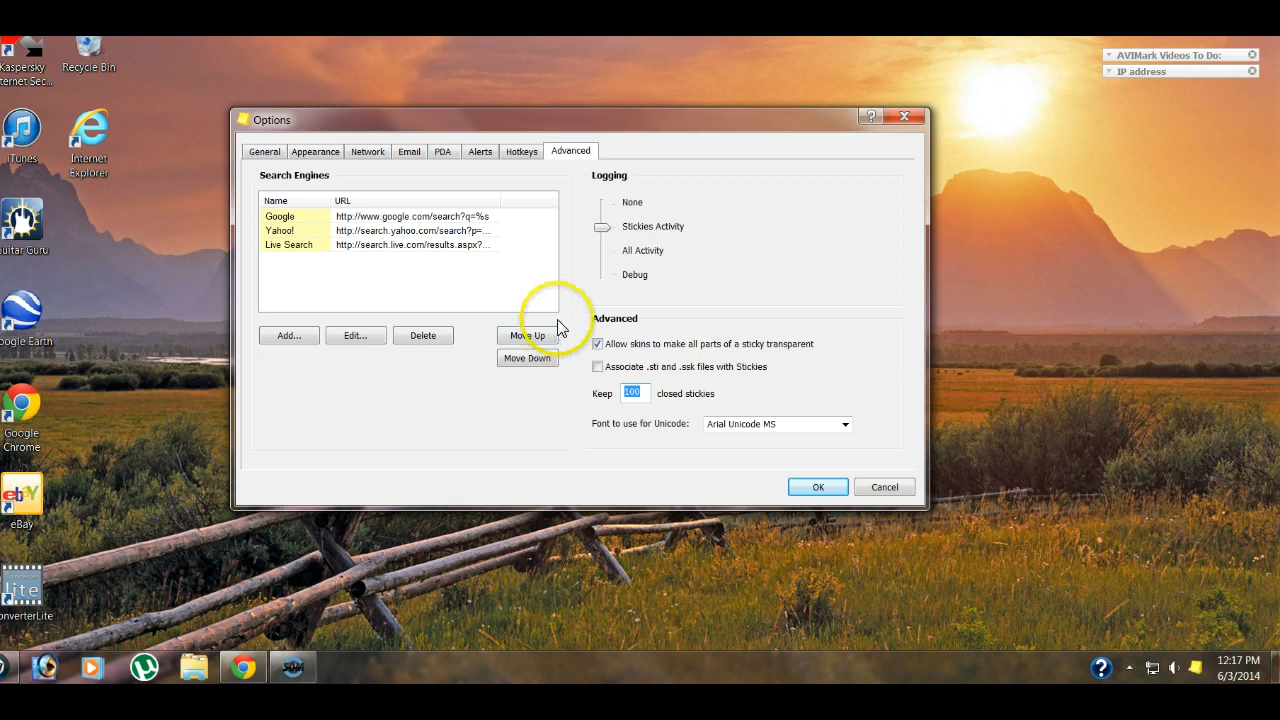 Kaspersky
nternet Sec...
Recycle Bin
iTunes
Internet
Explorer
uitar Guru
oogle Earth
Google
Chrome
ebY
eBay
lite
onverterLite
AVIMark Videos To Do:
IP address
Options
?
General
Appearance
Network
Email
PDA
Alerts
Hotkeys
Advanced
Search Engines
Name
URL
Google
http://www.google.com/search?q=%s
Yahoo!
http://search.yahoo.com/search?p=...
Live Search
http://search.live.com/results.aspx?...
Add...
Edit...
Delete
Move Up
Move Down
Logging
None
Stickies Activity
All Activity
Debug
Advanced
Allow skins to make all parts of a sticky transparent
Associate .sti and .ssk files with Stickies
Keep 100 closed stickies
Font to use for Unicode: Arial Unicode MS
OK
Cancel
?
12:17 PM
6/3/2014